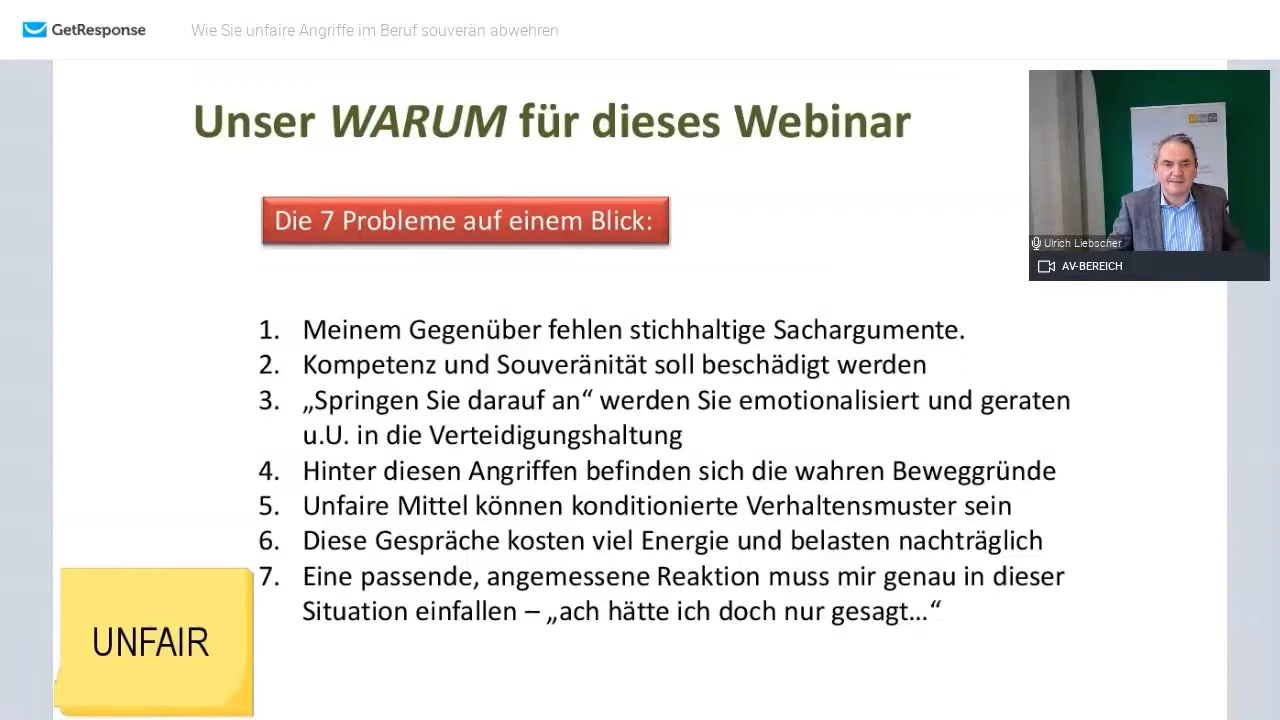 GetResponse
Wie Sie unfaire Angriffe im Beruf souverän abwehren
Unser WARUM für dieses Webinar
Die 7 Probleme auf einem Blick:
Ulrich Liebscher
AV-BEREICH
1. Meinem Gegenüber fehlen stichhaltige Sachargumente.
2. Kompetenz und Souveränität soll beschädigt werden
3. „Springen Sie darauf an“ werden Sie emotionalisiert und geraten
u.U. in die Verteidigungshaltung
4. Hinter diesen Angriffen befinden sich die wahren Beweggründe
5. Unfaire Mittel können konditionierte Verhaltensmuster sein
6. Diese Gespräche kosten viel Energie und belasten nachträglich
7. Eine passende, angemessene Reaktion muss mir genau in dieser
Situation einfallen – „ach hätte ich doch nur gesagt…“
UNFAIR